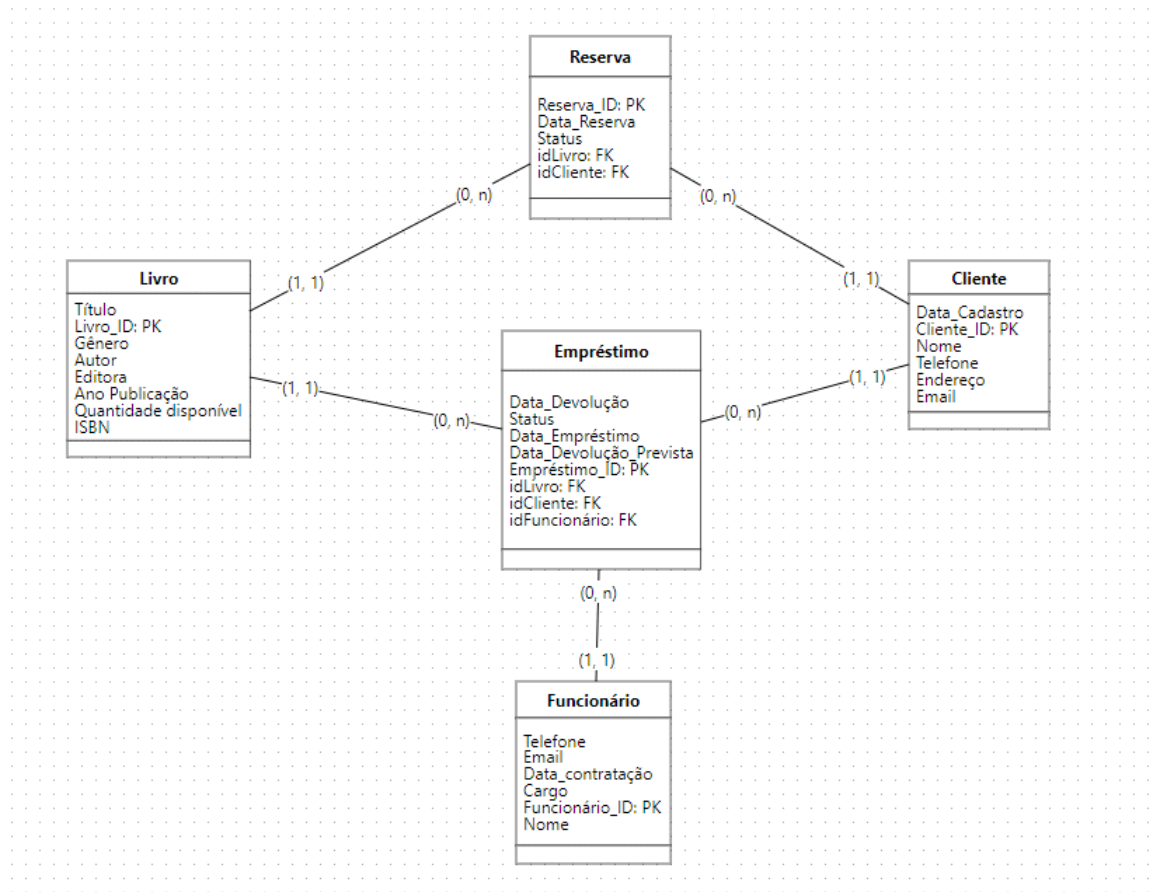 Reserva
Reserva_ID: PK
Data_Reserva
Status
idLivro: FK
idCliente: FK
(0, n)
(0, n)
(1, 1)
(1, 1)
Livro
Título
Livro_ID: PK
Gênero
Autor
Editora
Ano Publicação
Quantidade disponível
ISBN
Cliente
Data_Cadastro
Cliente_ID: PK
Nome
Telefone
Endereço
Email
(1, 1)
(0, n)
(1, 1)
(0, n)
Empréstimo
Data_Devolução
Status
Data_Empréstimo
Data_Devolução_Prevista
Empréstimo_ID: PK
idLivro: FK
idCliente: FK
idFuncionário: FK
(0, n)
(1, 1)
Funcionário
Telefone
Email
Data_contratação
Cargo
Funcionário_ID: PK
Nome